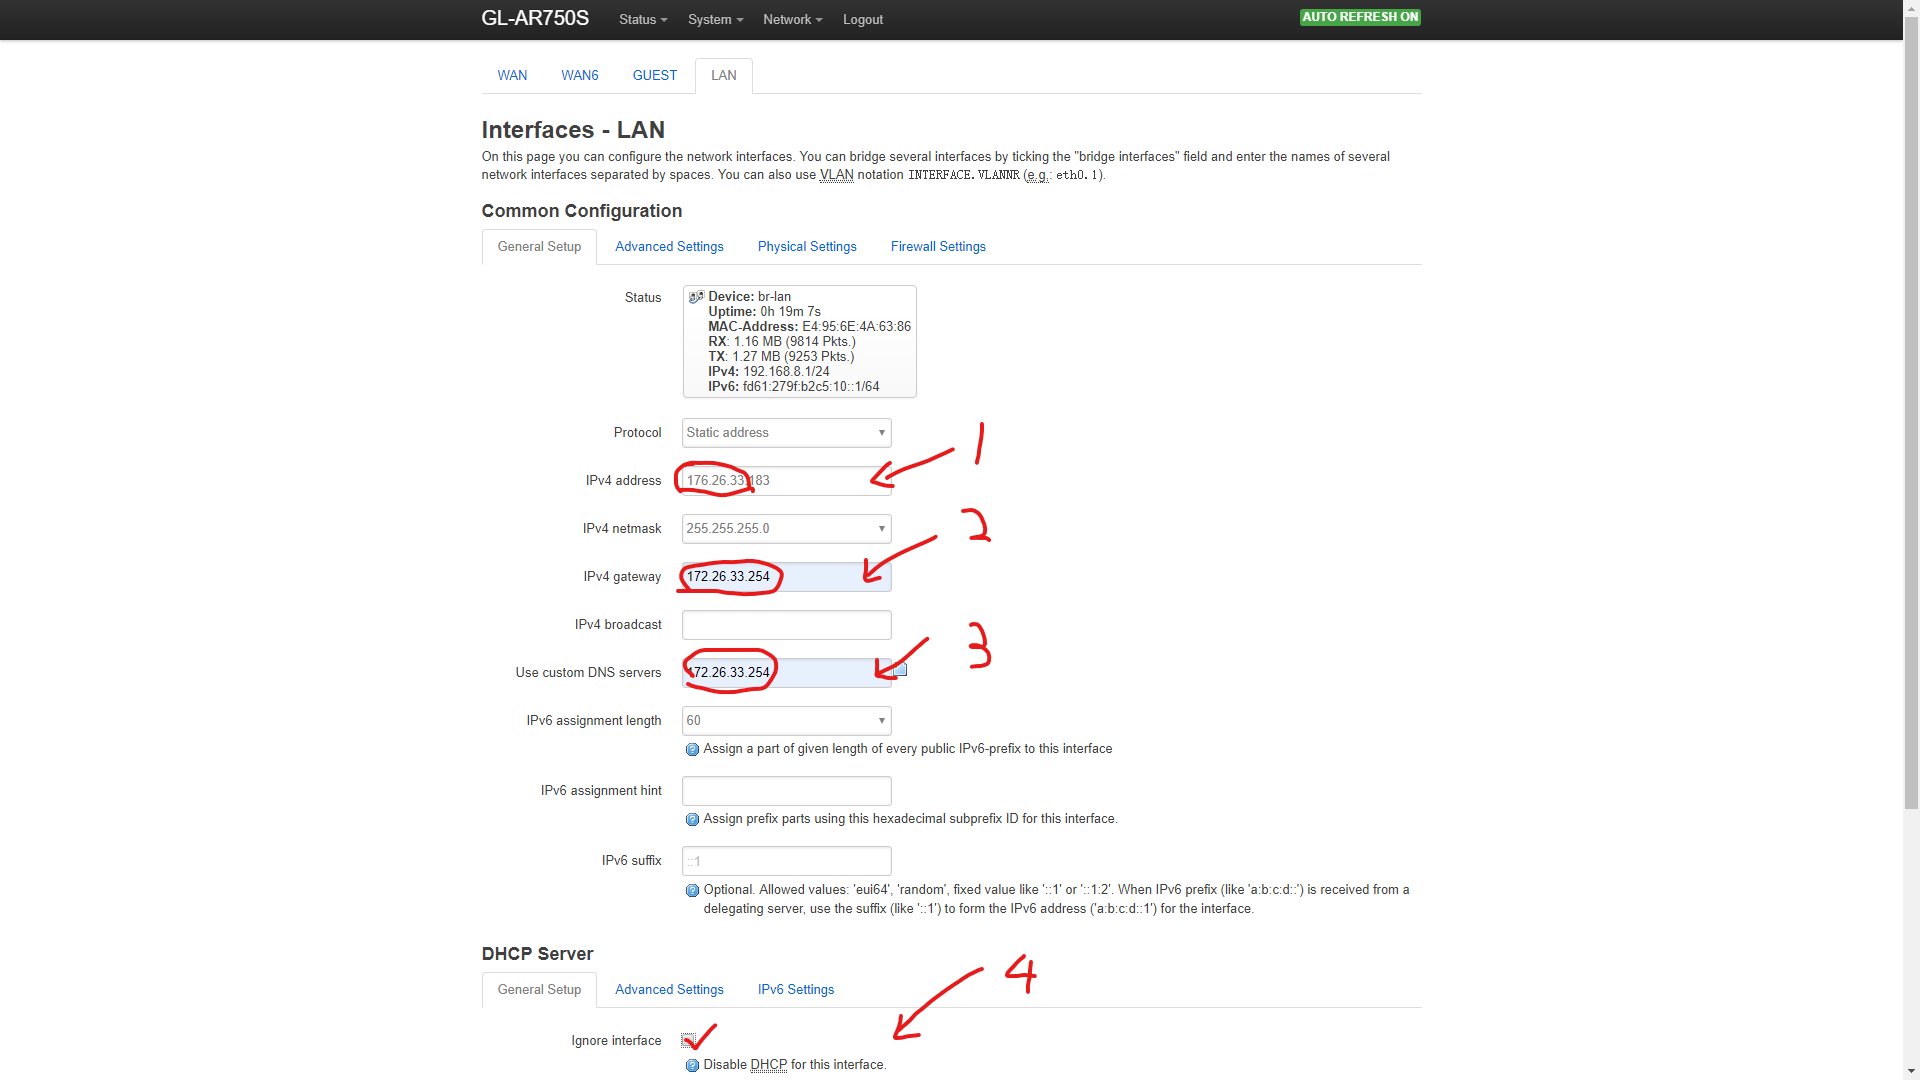 GL-AR750S Status System Network Logout AUTO REFRESH ON
WAN WAN6 GUEST LAN
Interfaces - LAN
On this page you can configure the network interfaces. You can bridge several interfaces by ticking the "bridge interfaces" field and enter the names of several
network interfaces separated by spaces. You can also use VLAN notation INTERFACE.VLANNR (e.g.: eth0.1).
Common Configuration
General Setup Advanced Settings Physical Settings Firewall Settings
Status
Device: br-lan
Uptime: 0h 19m 7s
MAC-Address: E4:95:6E:4A:63:86
RX: 1.16 MB (9814 Pkts.)
TX: 1.27 MB (9253 Pkts.)
IPv4: 192.168.8.1/24
IPv6: fd61:279f:b2c5:10::1/64
Protocol Static address
1
IPv4 address 176.26.33.183
IPv4 netmask 255.255.255.0
2
IPv4 gateway 172.26.33.254
IPv4 broadcast
3
Use custom DNS servers 172.26.33.254
IPv6 assignment length 60
Assign a part of given length of every public IPv6-prefix to this interface
IPv6 assignment hint
Assign prefix parts using this hexadecimal subprefix ID for this interface.
IPv6 suffix ::1
Optional. Allowed values: 'eui64', 'random', fixed value like '::1' or '::1:2'. When IPv6 prefix (like 'a:b:c:d::') is received from a
delegating server, use the suffix (like '::1') to form the IPv6 address ('a:b:c:d::1') for the interface.
DHCP Server
4
General Setup Advanced Settings IPv6 Settings
Ignore interface
Disable DHCP for this interface.